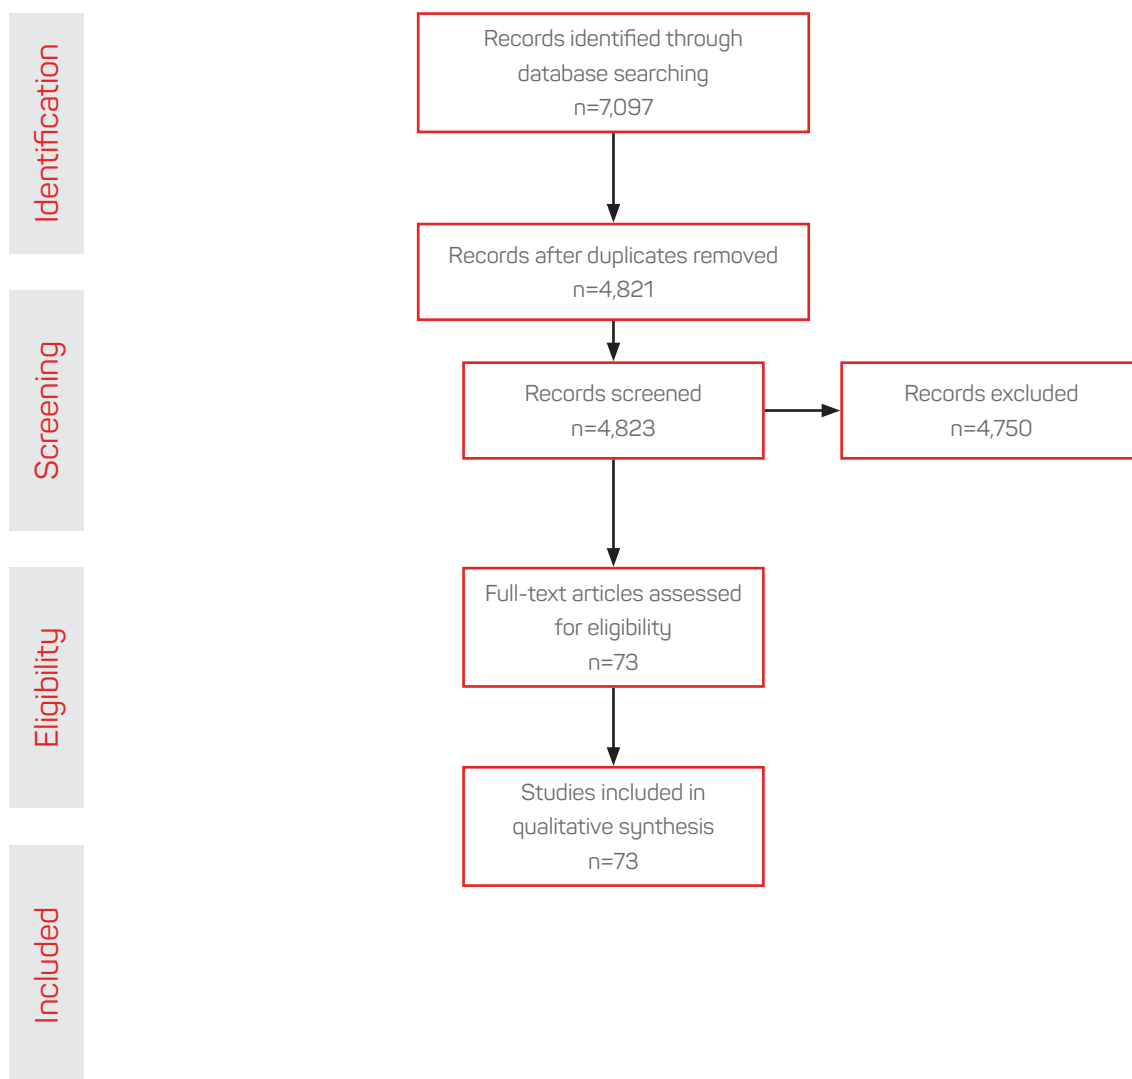 Identification
Records identified through
database searching
n=7,097
Records after duplicates removed
n=4,821
Screening
Records screened
n=4,823
Records excluded
n=4,750
Eligibility
Full-text articles assessed
for eligibility
n=73
Studies included in
qualitative synthesis
n=73
Included